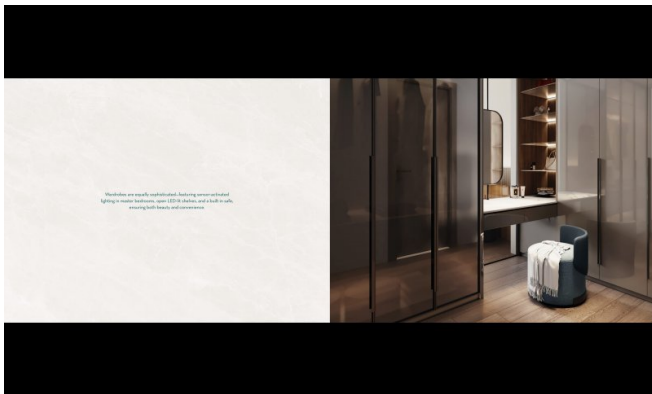 Wardrobes are equally sophisticated, featuring sensor-activated
lighting in master bedrooms, open LED-lit shelves, and a built-in safe,
ensuring both beauty and convenience.